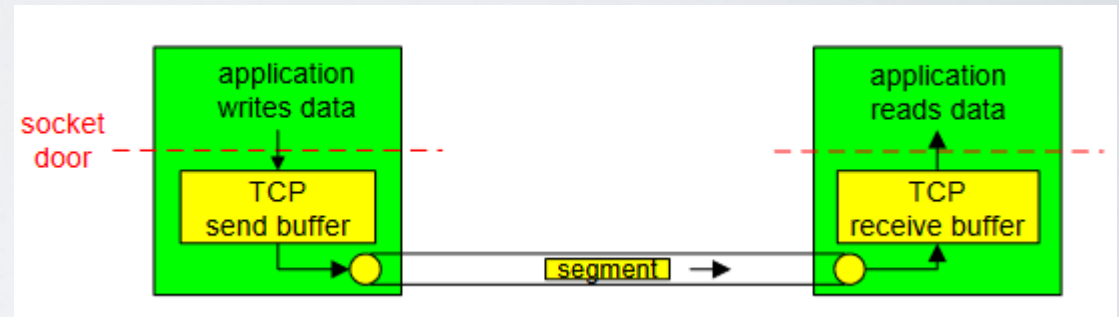 application
writes data
socket
door
TCP
send buffer
segment
application
reads data
TCP
receive buffer